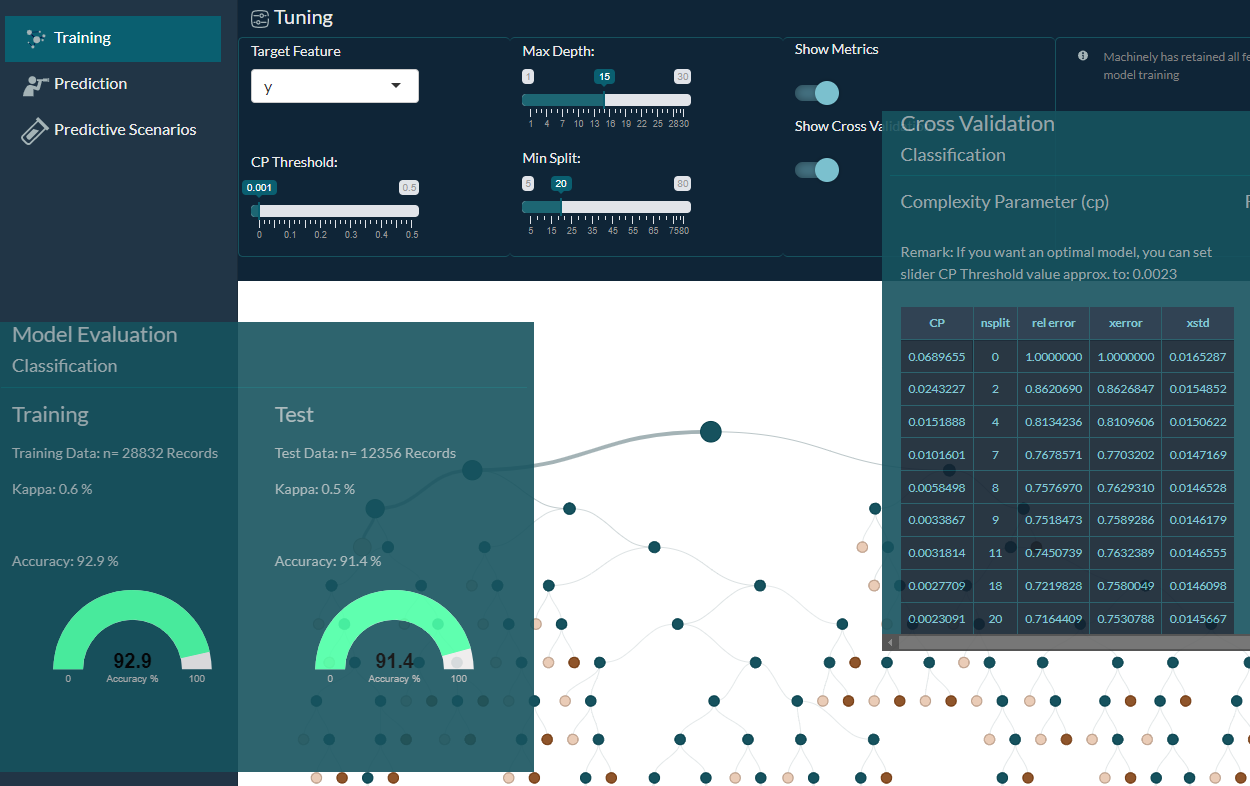 Training
Prediction
Predictive Scenarios
Tuning
Target Feature
y
CP Threshold:
0.001
0.5
0 0.1 0.2 0.3 0.4 0.5
Max Depth:
1 15 30
1 4 7 10 13 16 19 22 25 28 30
Min Split:
5 20 80
5 15 25 35 45 55 65 75 80
Show Metrics
Show Cross Valid
Machinely has retained all fe
model training
Cross Validation
Classification
Complexity Parameter (cp)
Remark: If you want an optimal model, you can set
slider CP Threshold value approx. to: 0.0023
CP nsplit rel error xerror xstd
0.0689655 0 1.0000000 1.0000000 0.0165287
0.0243227 2 0.8620690 0.8626847 0.0154852
0.0151888 4 0.8134236 0.8109606 0.0150622
0.0101601 7 0.7678571 0.7703202 0.0147169
0.0058498 8 0.7576970 0.7629310 0.0146528
0.0033867 9 0.7518473 0.7589286 0.0146179
0.0031814 11 0.7450739 0.7632389 0.0146555
0.0027709 18 0.7219828 0.7580049 0.0146098
0.0023091 20 0.7164409 0.7530788 0.0145667
Model Evaluation
Classification
Training
Training Data: n= 28832 Records
Kappa: 0.6 %
Accuracy: 92.9 %
92.9
0 Accuracy % 100
Test
Test Data: n= 12356 Records
Kappa: 0.5 %
Accuracy: 91.4 %
91.4
0 Accuracy % 100